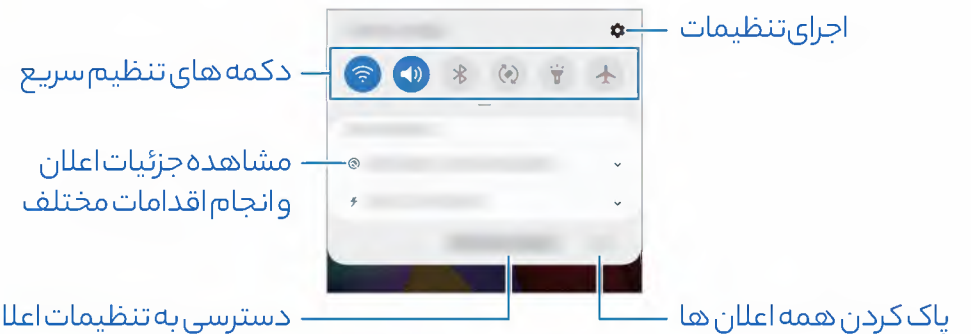 اجرای تنظیمات
دکمه های تنظیم سریع
مشاهده جزئیات اعلان
و انجام اقدامات مختلف
پاک کردن همه اعلان ها
دسترسی به تنظیمات اعلا